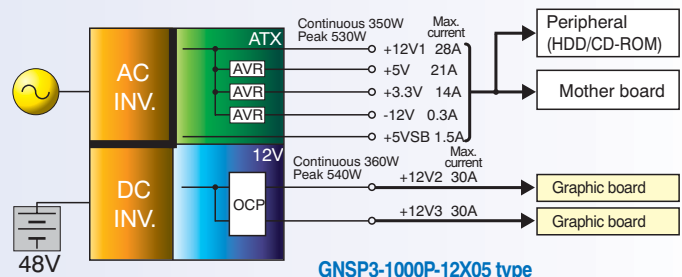 Continuous 350W
Peak 530W
Max.
current
ATX
AC
INV.
AVR
AVR
AVR
+12V1 28A
+5V 21A
+3.3V 14A
-12V 0.3A
+5VSB 1.5A
Peripheral
(HDD/CD-ROM)
Mother board
12V
DC
INV.
OCP
Continuous 360W
Peak 540W
Max.
current
+12V2 30A
+12V3 30A
Graphic board
Graphic board
48V
GNSP3-1000P-12X05 type